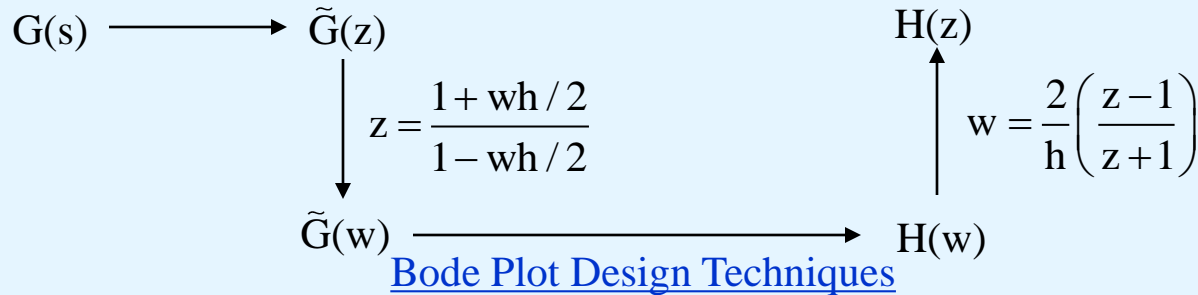 G(s) G̃(z) H(z)
z = (1 + wh / 2) / (1 − wh / 2)
w = 2/h ((z − 1) / (z + 1))
G̃(w) H(w)
Bode Plot Design Techniques